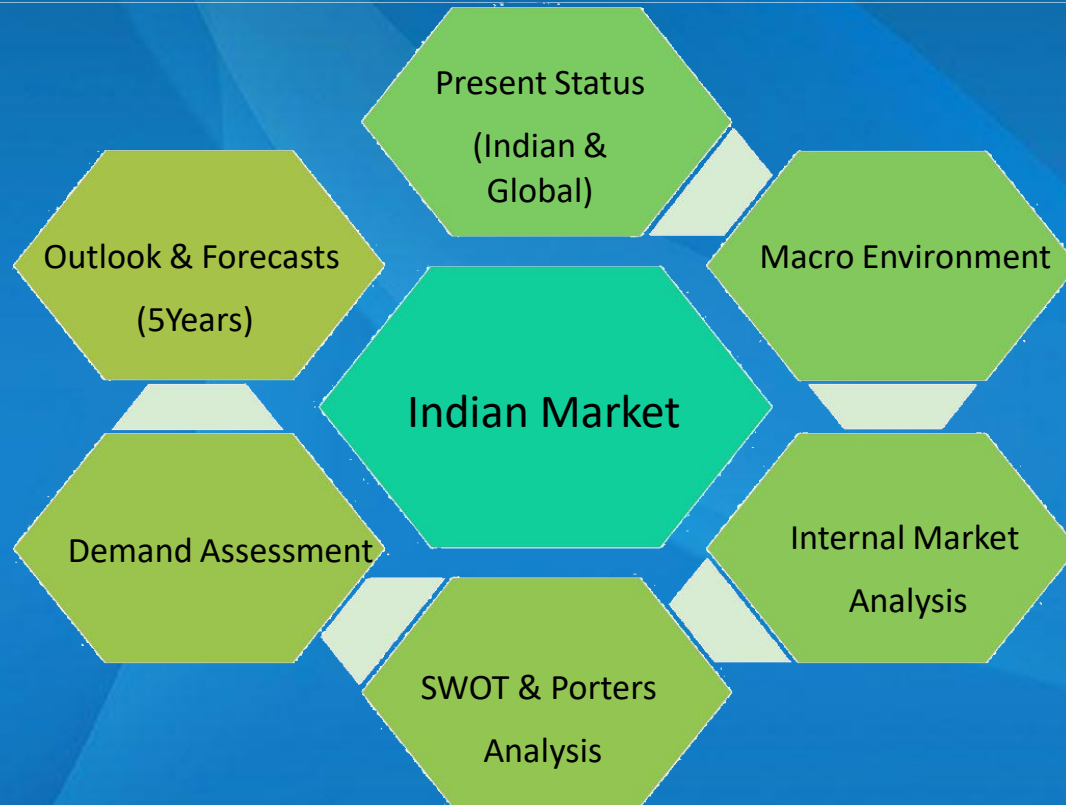 Present Status
(Indian &
Global)
Macro Environment
Internal Market
Analysis
SWOT & Porters
Analysis
Demand Assessment
Outlook & Forecasts
(5Years)
Indian Market